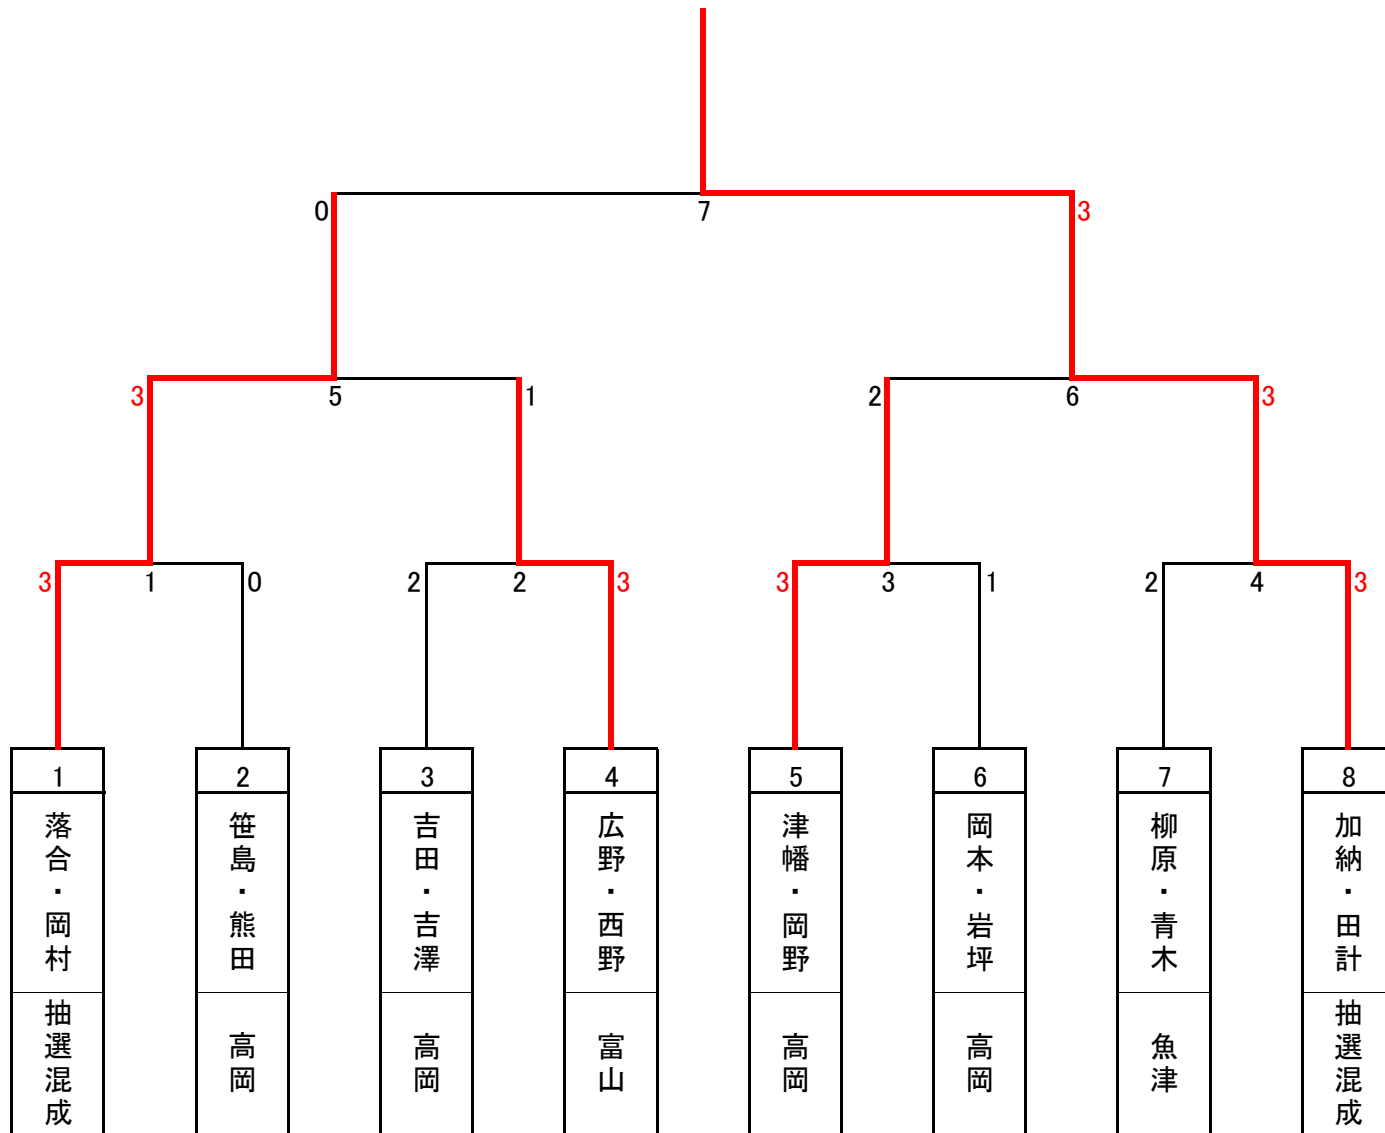 0 7 3
3 5 1 2 6 3
3 1 0 2 2 3 3 3 1 2 4 3
1 2 3 4 5 6 7 8
落合・岡村
笹島・熊田
吉田・吉澤
広野・西野
津幡・岡野
岡本・岩坪
柳原・青木
加納・田計
抽選混成
高岡
高岡
富山
高岡
高岡
魚津
抽選混成